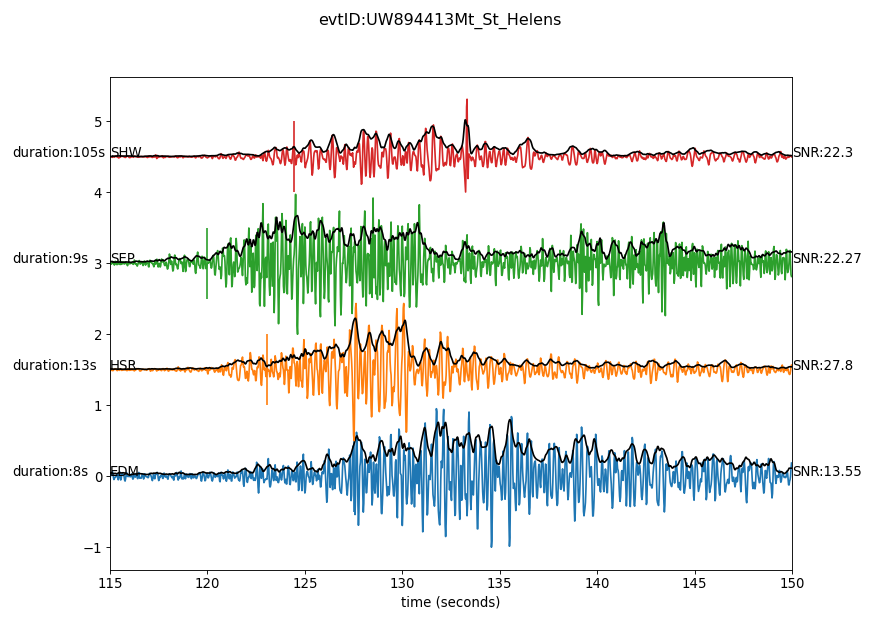 evtID:UW894413Mt_St_Helens
5
duration:105s SHW SNR:22.3
4
duration:9s SEP 3 SNR:22.27
2
duration:13s HSR SNR:27.8
1
duration:8s EDM 0 SNR:13.55
−1
115 120 125 130 135 140 145 150
time (seconds)